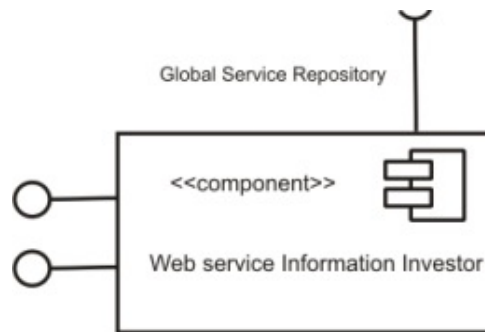 Global Service Repository
<<component>>
Web service Information Investor